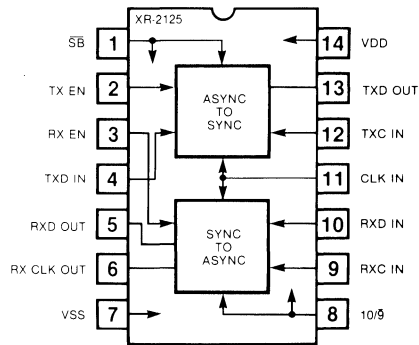 XR-2125
S̅B̅ 1
TX EN 2
RX EN 3
TXD IN 4
RXD OUT 5
RX CLK OUT 6
VSS 7
ASYNC
TO
SYNC
SYNC
TO
ASYNC
14 VDD
13 TXD OUT
12 TXC IN
11 CLK IN
10 RXD IN
9 RXC IN
8 10/9̅